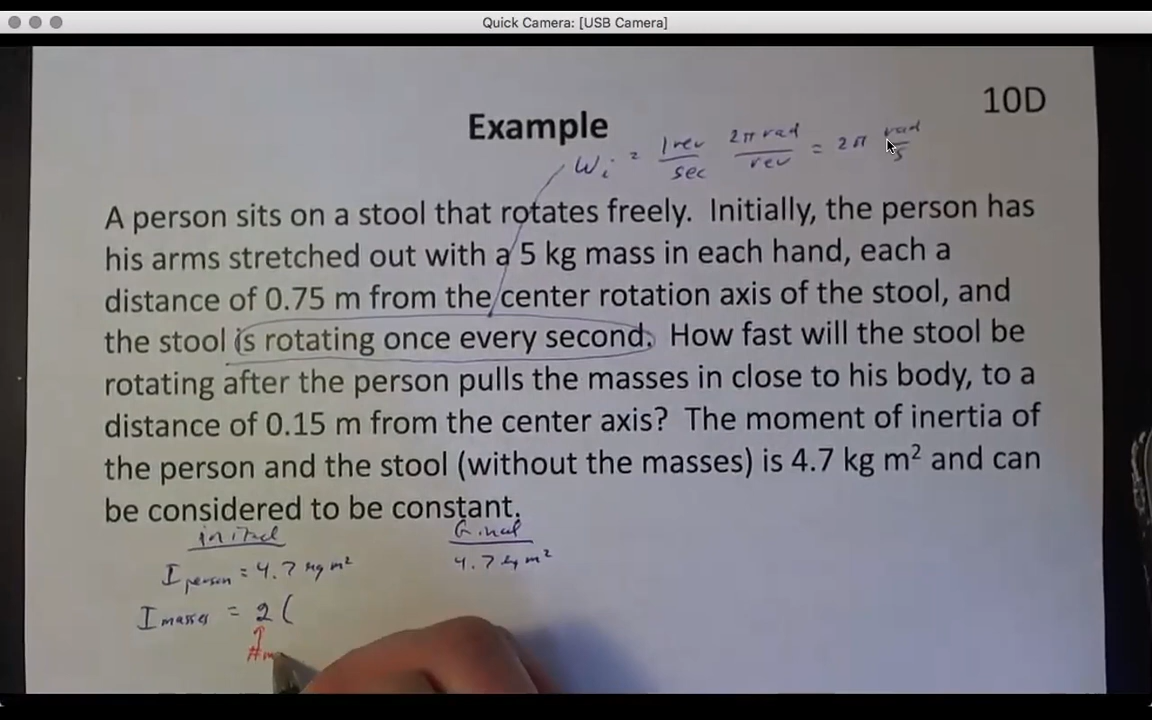 Quick Camera: [USB Camera]
10D
Example
ωi = 1 rev/sec 2π rad/rev = 2π rad/s
A person sits on a stool that rotates freely. Initially, the person has
his arms stretched out with a 5 kg mass in each hand, each a
distance of 0.75 m from the center rotation axis of the stool, and
the stool is rotating once every second. How fast will the stool be
rotating after the person pulls the masses in close to his body, to a
distance of 0.15 m from the center axis? The moment of inertia of
the person and the stool (without the masses) is 4.7 kg m² and can
be considered to be constant.
initial final
I person = 4.7 kg m² 4.7 kg m²
I masses = 2 (
↑
#m